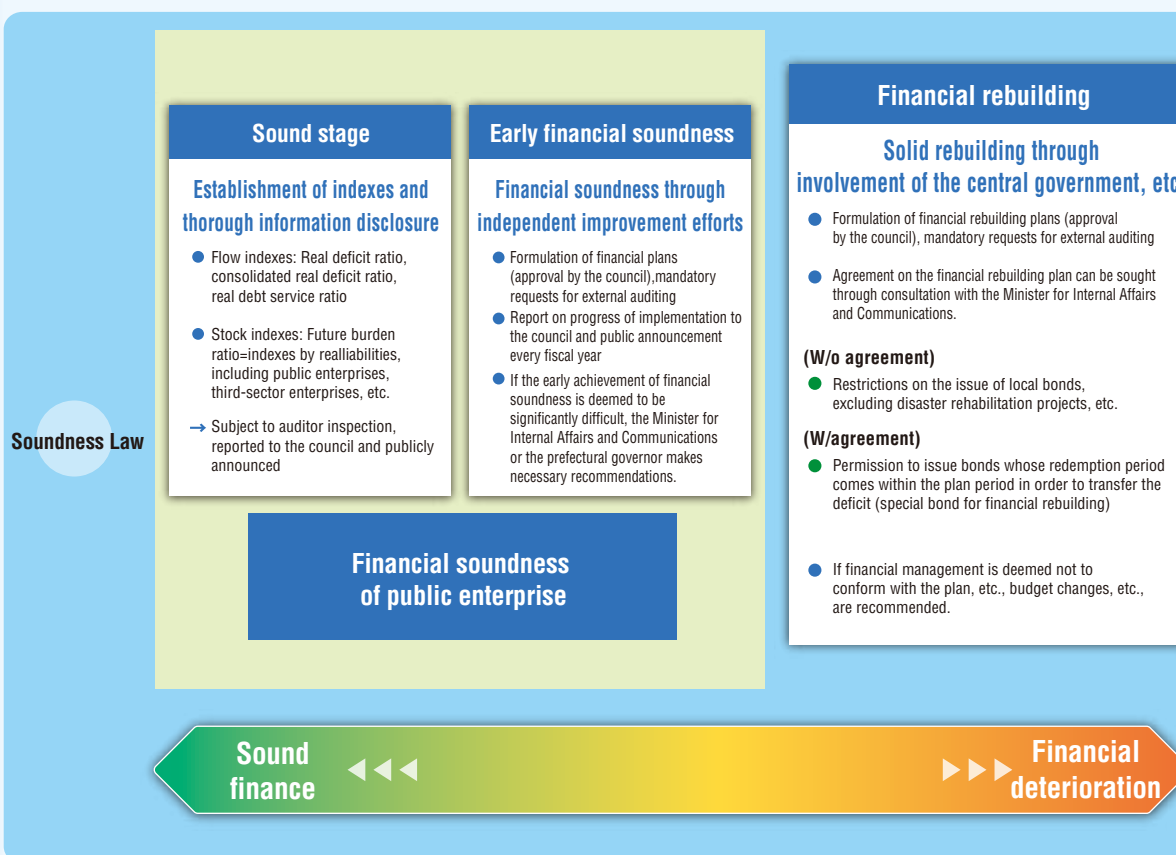 Soundness Law
Sound stage
Establishment of indexes and
thorough information disclosure
● Flow indexes: Real deficit ratio,
consolidated real deficit ratio,
real debt service ratio
● Stock indexes: Future burden
ratio=indexes by realliabilities,
including public enterprises,
third-sector enterprises, etc.
→ Subject to auditor inspection,
reported to the council and publicly
announced
Early financial soundness
Financial soundness through
independent improvement efforts
● Formulation of financial plans
(approval by the council),mandatory
requests for external auditing
● Report on progress of implementation to
the council and public announcement
every fiscal year
● If the early achievement of financial
soundness is deemed to be
significantly difficult, the Minister for
Internal Affairs and Communications
or the prefectural governor makes
necessary recommendations.
Financial soundness
of public enterprise
Financial rebuilding
Solid rebuilding through
involvement of the central government, etc
● Formulation of financial rebuilding plans (approval
by the council), mandatory requests for external auditing
● Agreement on the financial rebuilding plan can be sought
through consultation with the Minister for Internal Affairs
and Communications.
(W/o agreement)
● Restrictions on the issue of local bonds,
excluding disaster rehabilitation projects, etc.
(W/agreement)
● Permission to issue bonds whose redemption period
comes within the plan period in order to transfer the
deficit (special bond for financial rebuilding)
● If financial management is deemed not to
conform with the plan, etc., budget changes, etc.,
are recommended.
Sound
finance
Financial
deterioration